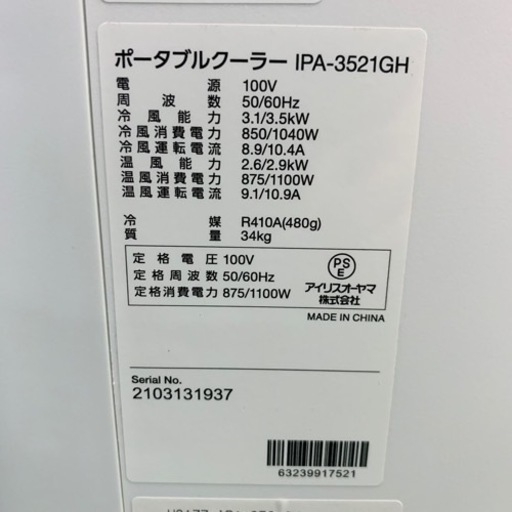 ポータブルクーラー IPA-3521GH
電源 100V
周波数 50/60Hz
冷風能力 3.1/3.5kW
冷風消費電力 850/1040W
冷風運転電流 8.9/10.4A
温風能力 2.6/2.9kW
温風消費電力 875/1100W
温風運転電流 9.1/10.9A
冷媒 R410A(480g)
質量 34kg
定格電圧 100V
定格周波数 50/60Hz
定格消費電力 875/1100W
PS
E
アイリスオーヤマ
株式会社
MADE IN CHINA
Serial No.
2103131937
63239917521